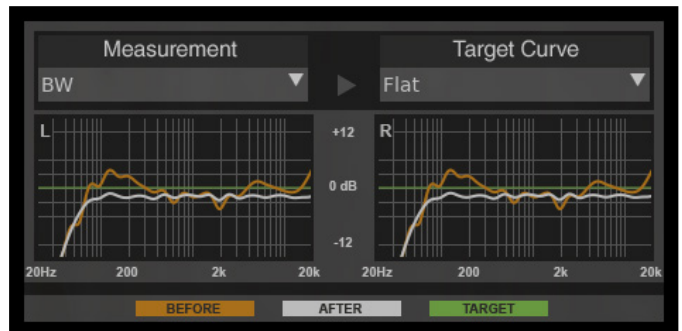 Measurement
Target Curve
BW
Flat
L
+12
R
0 dB
-12
20Hz
200
2k
20k
20Hz
200
2k
20k
BEFORE
AFTER
TARGET